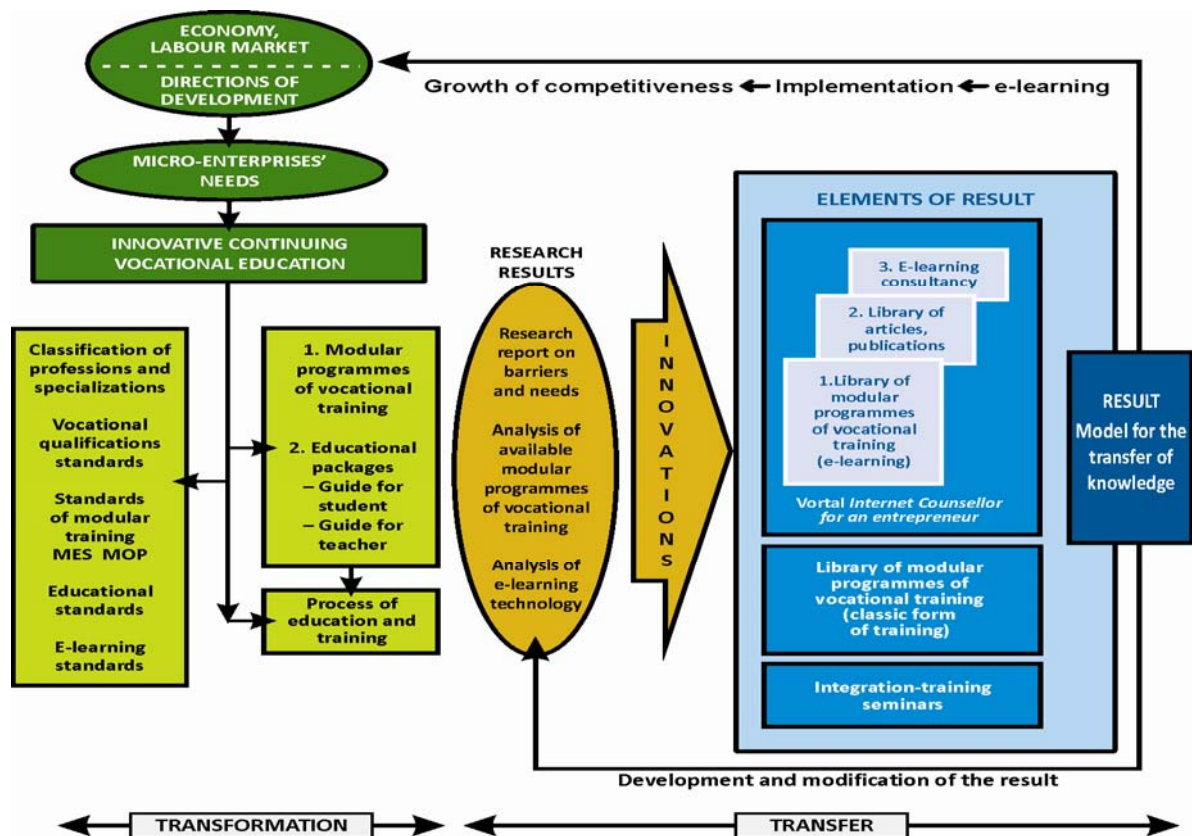 ECONOMY,
LABOUR MARKET
DIRECTIONS OF
DEVELOPMENT
Growth of competitiveness ← Implementation ← e-learning
MICRO-ENTERPRISES’
NEEDS
INNOVATIVE CONTINUING
VOCATIONAL EDUCATION
Classification of
professions and
specializations
Vocational
qualifications
standards
Standards
of modular
training
MES MOP
Educational
standards
E-learning
standards
1. Modular
programmes
of vocational
training
2. Educational
packages
– Guide for
student
– Guide for
teacher
Process of
education and
training
RESEARCH
RESULTS
Research
report on
barriers
and needs
Analysis of
available
modular
programmes
of vocational
training
Analysis of
e-learning
technology
INNOVATIONS
ELEMENTS OF RESULT
3. E-learning
consultancy
2. Library of
articles,
publications
1.Library of
modular
programmes
of vocational
training
(e-learning)
Vortal Internet Counsellor
for an entrepreneur
Library of modular
programmes of
vocational training
(classic form
of training)
Integration-training
seminars
RESULT
Model for the
transfer of
knowledge
Development and modification of the result
TRANSFORMATION
TRANSFER